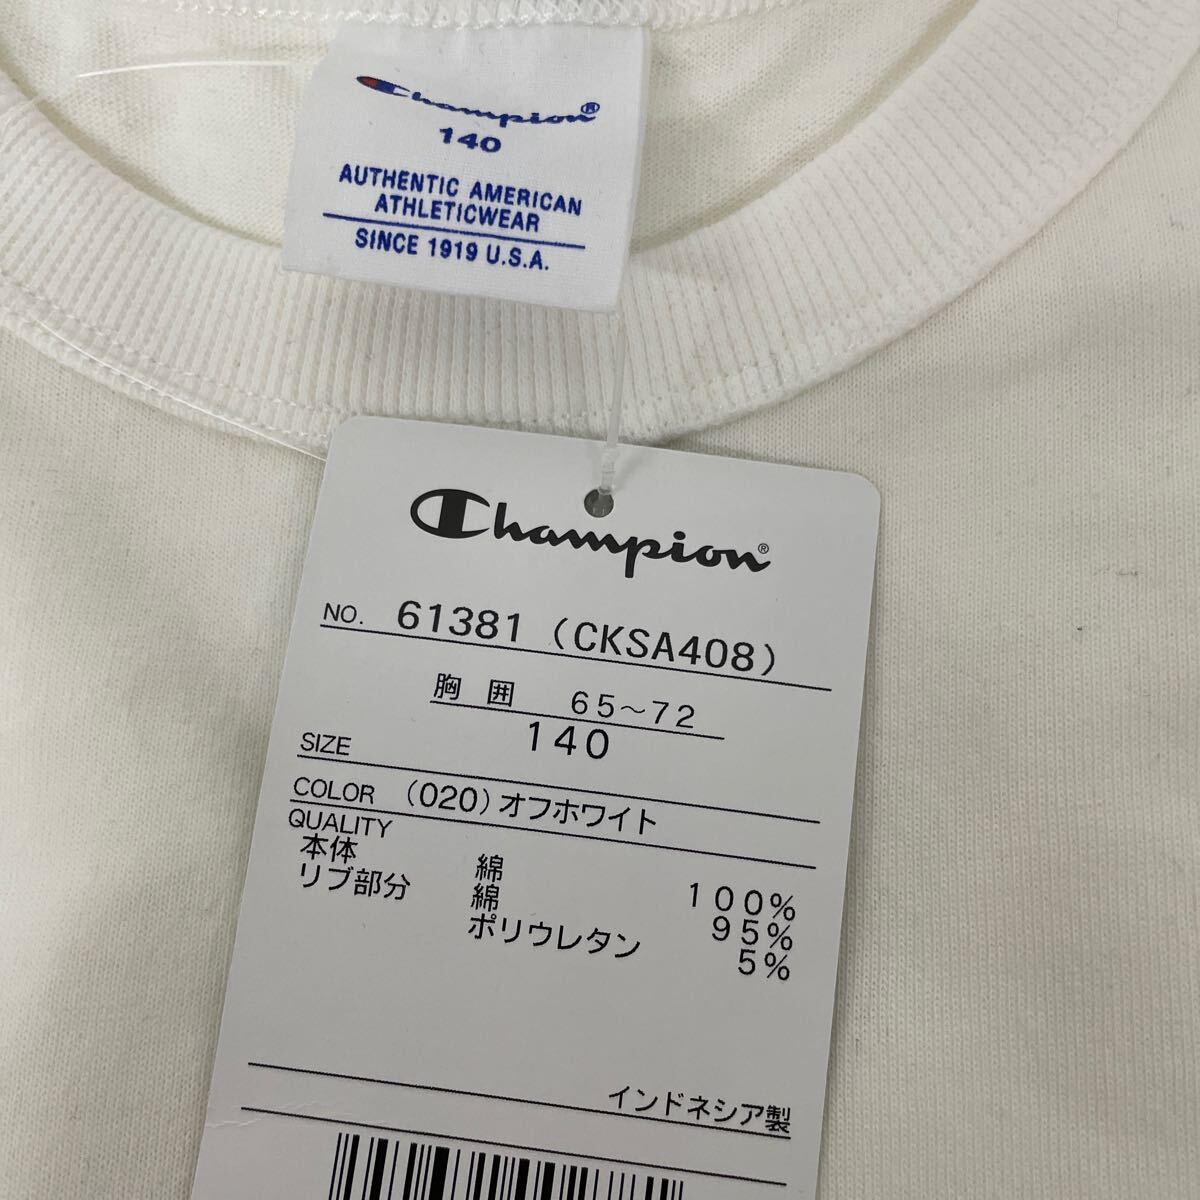 Champion®
140
AUTHENTIC AMERICAN
ATHLETICWEAR
SINCE 1919 U.S.A.
Champion®
NO. 61381 (CKSA408)
胸囲 65～72
SIZE 140
COLOR (020) オフホワイト
QUALITY
本体 綿 100%
リブ部分 綿 95%
ポリウレタン 5%
インドネシア製